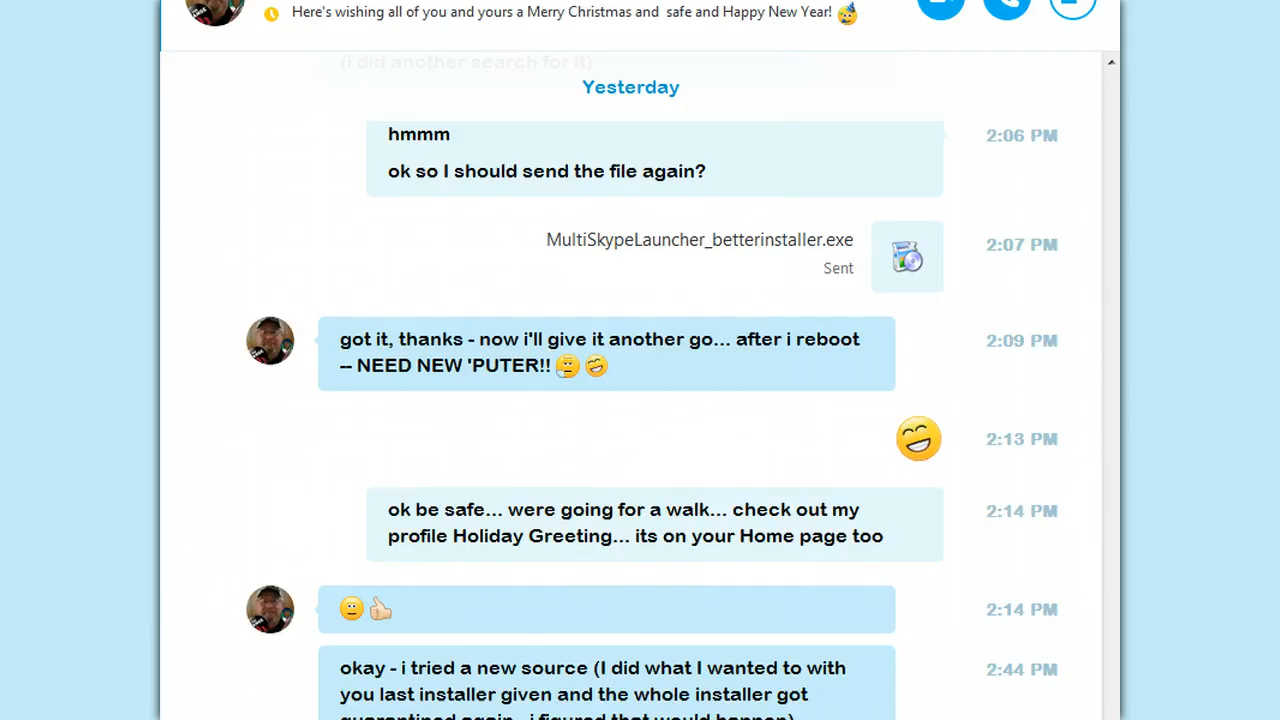 Here's wishing all of you and yours a Merry Christmas and  safe and Happy New Year!
(i did another search for it)
Yesterday
hmmm
2:06 PM
ok so I should send the file again?
MultiSkypeLauncher_betterinstaller.exe
2:07 PM
Sent
got it, thanks - now i'll give it another go... after i reboot
2:09 PM
-- NEED NEW 'PUTER!!
2:13 PM
ok be safe... were going for a walk... check out my
2:14 PM
profile Holiday Greeting... its on your Home page too
2:14 PM
okay - i tried a new source (I did what I wanted to with
2:44 PM
you last installer given and the whole installer got
quarantined again - i figured that would happen)